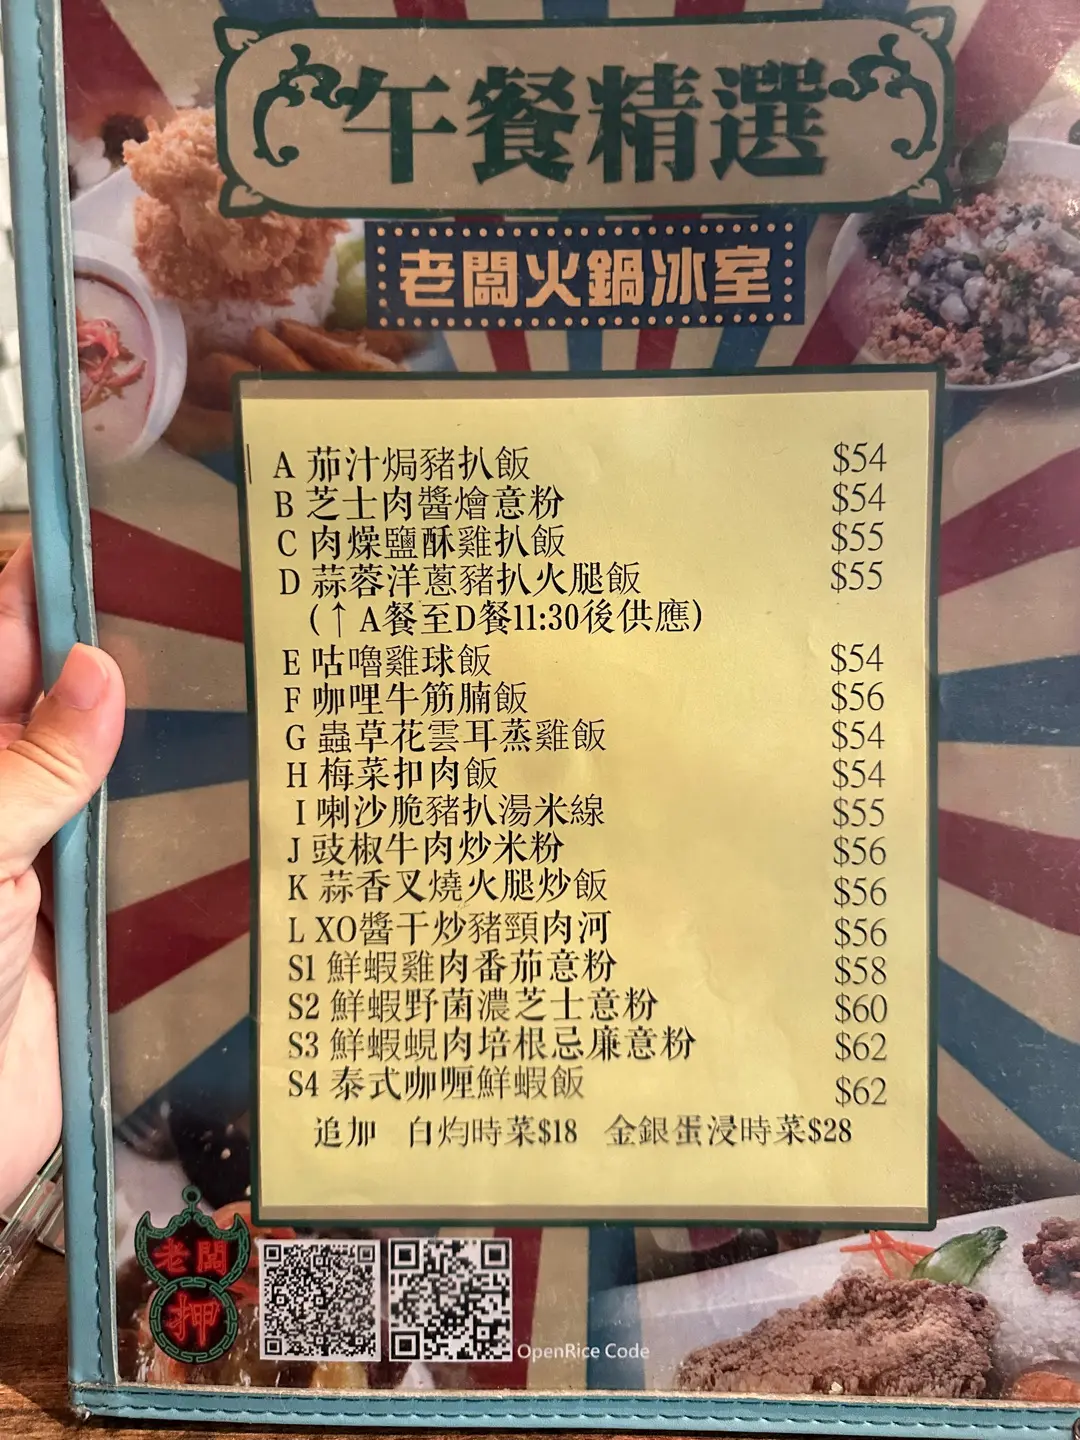 午餐精選
老闆火鍋冰室
A 茄汁焗豬扒飯 $54
B 芝士肉醬燴意粉 $54
C 肉燥鹽酥雞扒飯 $55
D 蒜蓉洋蔥豬扒火腿飯 $55
(↑A餐至D餐11:30後供應)
E 咕嚕雞球飯 $54
F 咖哩牛筋腩飯 $56
G 蟲草花雲耳蒸雞飯 $54
H 梅菜扣肉飯 $54
I 喇沙脆豬扒湯米線 $55
J 豉椒牛肉炒米粉 $56
K 蒜香叉燒火腿炒飯 $56
L XO醬干炒豬頸肉河 $56
S1 鮮蝦雞肉番茄意粉 $58
S2 鮮蝦野菌濃芝士意粉 $60
S3 鮮蝦蜆肉培根忌廉意粉 $62
S4 泰式咖喱鮮蝦飯 $62
追加 白灼時菜$18 金銀蛋浸時菜$28
老闆
押
OpenRice Code